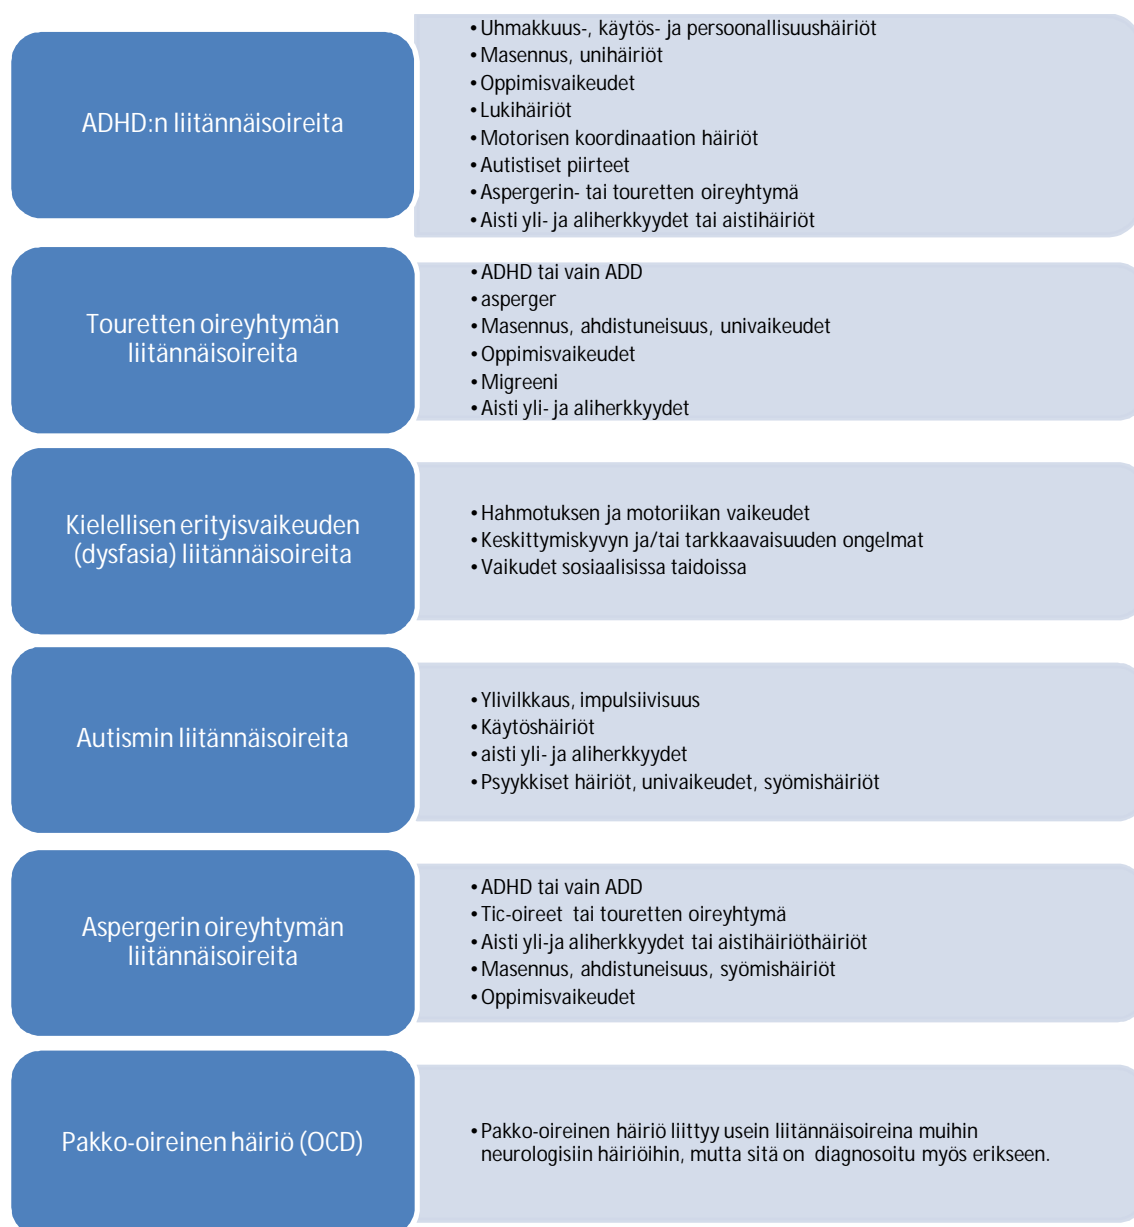 ADHD:n liitännäisoireita
• Uhmakkuus-, käytös- ja persoonallisuushäiriöt
• Masennus, unihäiriöt
• Oppimisvaikeudet
• Lukihäiriöt
• Motorisen koordinaation häiriöt
• Autistiset piirteet
• Aspergerin- tai touretten oireyhtymä
• Aisti yli- ja aliherkkyydet tai aistihäiriöt
Touretten oireyhtymän
liitännäisoireita
• ADHD tai vain ADD
• asperger
• Masennus, ahdistuneisuus, univaikeudet
• Oppimisvaikeudet
• Migreeni
• Aisti yli- ja aliherkkyydet
Kielellisen erityisvaikeuden
(dysfasia) liitännäisoireita
• Hahmotuksen ja motoriikan vaikeudet
• Keskittymiskyvyn ja/tai tarkkaavaisuuden ongelmat
• Vaikudet sosiaalisissa taidoissa
Autismin liitännäisoireita
• Ylivilkkaus, impulsiivisuus
• Käytöshäiriöt
• aisti yli- ja aliherkkyydet
• Psyykkiset häiriöt, univaikeudet, syömishäiriöt
Aspergerin oireyhtymän
liitännäisoireita
• ADHD tai vain ADD
• Tic-oireet tai touretten oireyhtymä
• Aisti yli-ja aliherkkyydet tai aistihäiriöthäiriöt
• Masennus, ahdistuneisuus, syömishäiriöt
• Oppimisvaikeudet
Pakko-oireinen häiriö (OCD)
• Pakko-oireinen häiriö liittyy usein liitännäisoireina muihin
neurologisiin häiriöihin, mutta sitä on diagnosoitu myös erikseen.